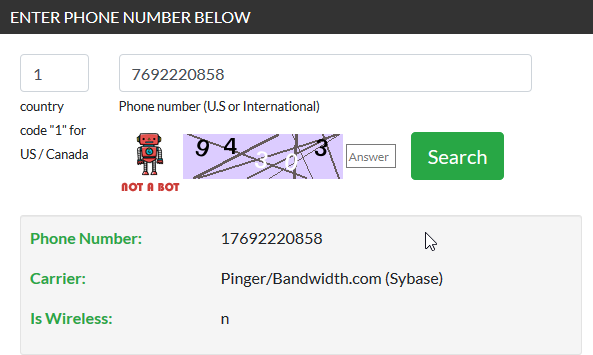 ENTER PHONE NUMBER BELOW
1
7692220858
country
code "1" for
US / Canada
Phone number (U.S or International)
NOT A BOT
9 4 3 0 3
Answer
Search
Phone Number: 17692220858
Carrier: Pinger/Bandwidth.com (Sybase)
Is Wireless: n